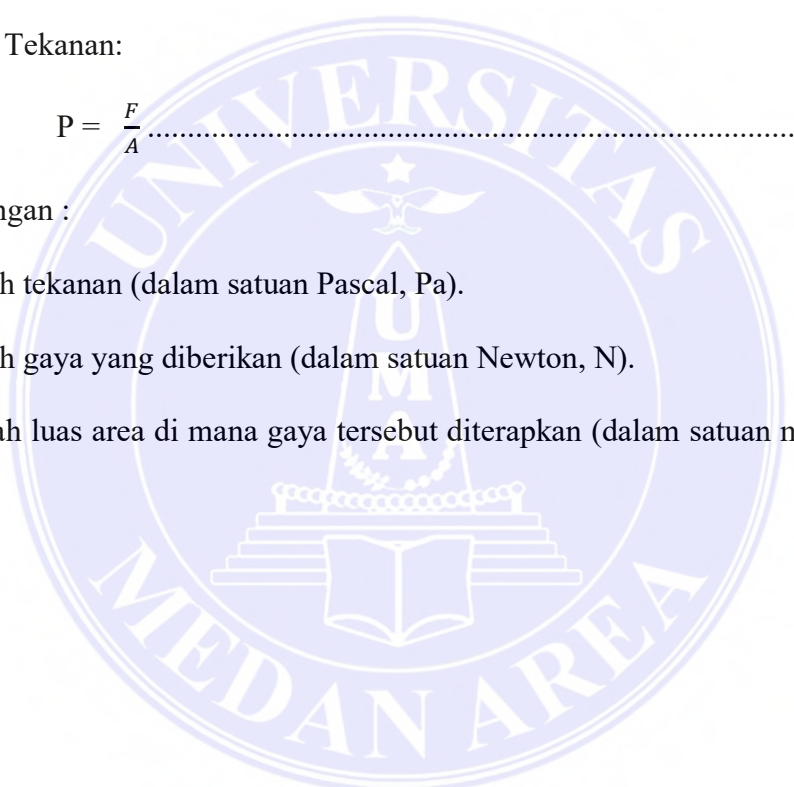 Tekanan:
P = F/A ........................................................................................
ngan :
h tekanan (dalam satuan Pascal, Pa).
h gaya yang diberikan (dalam satuan Newton, N).
ah luas area di mana gaya tersebut diterapkan (dalam satuan m
UNIVERSITAS
U
M
A
MEDAN AREA